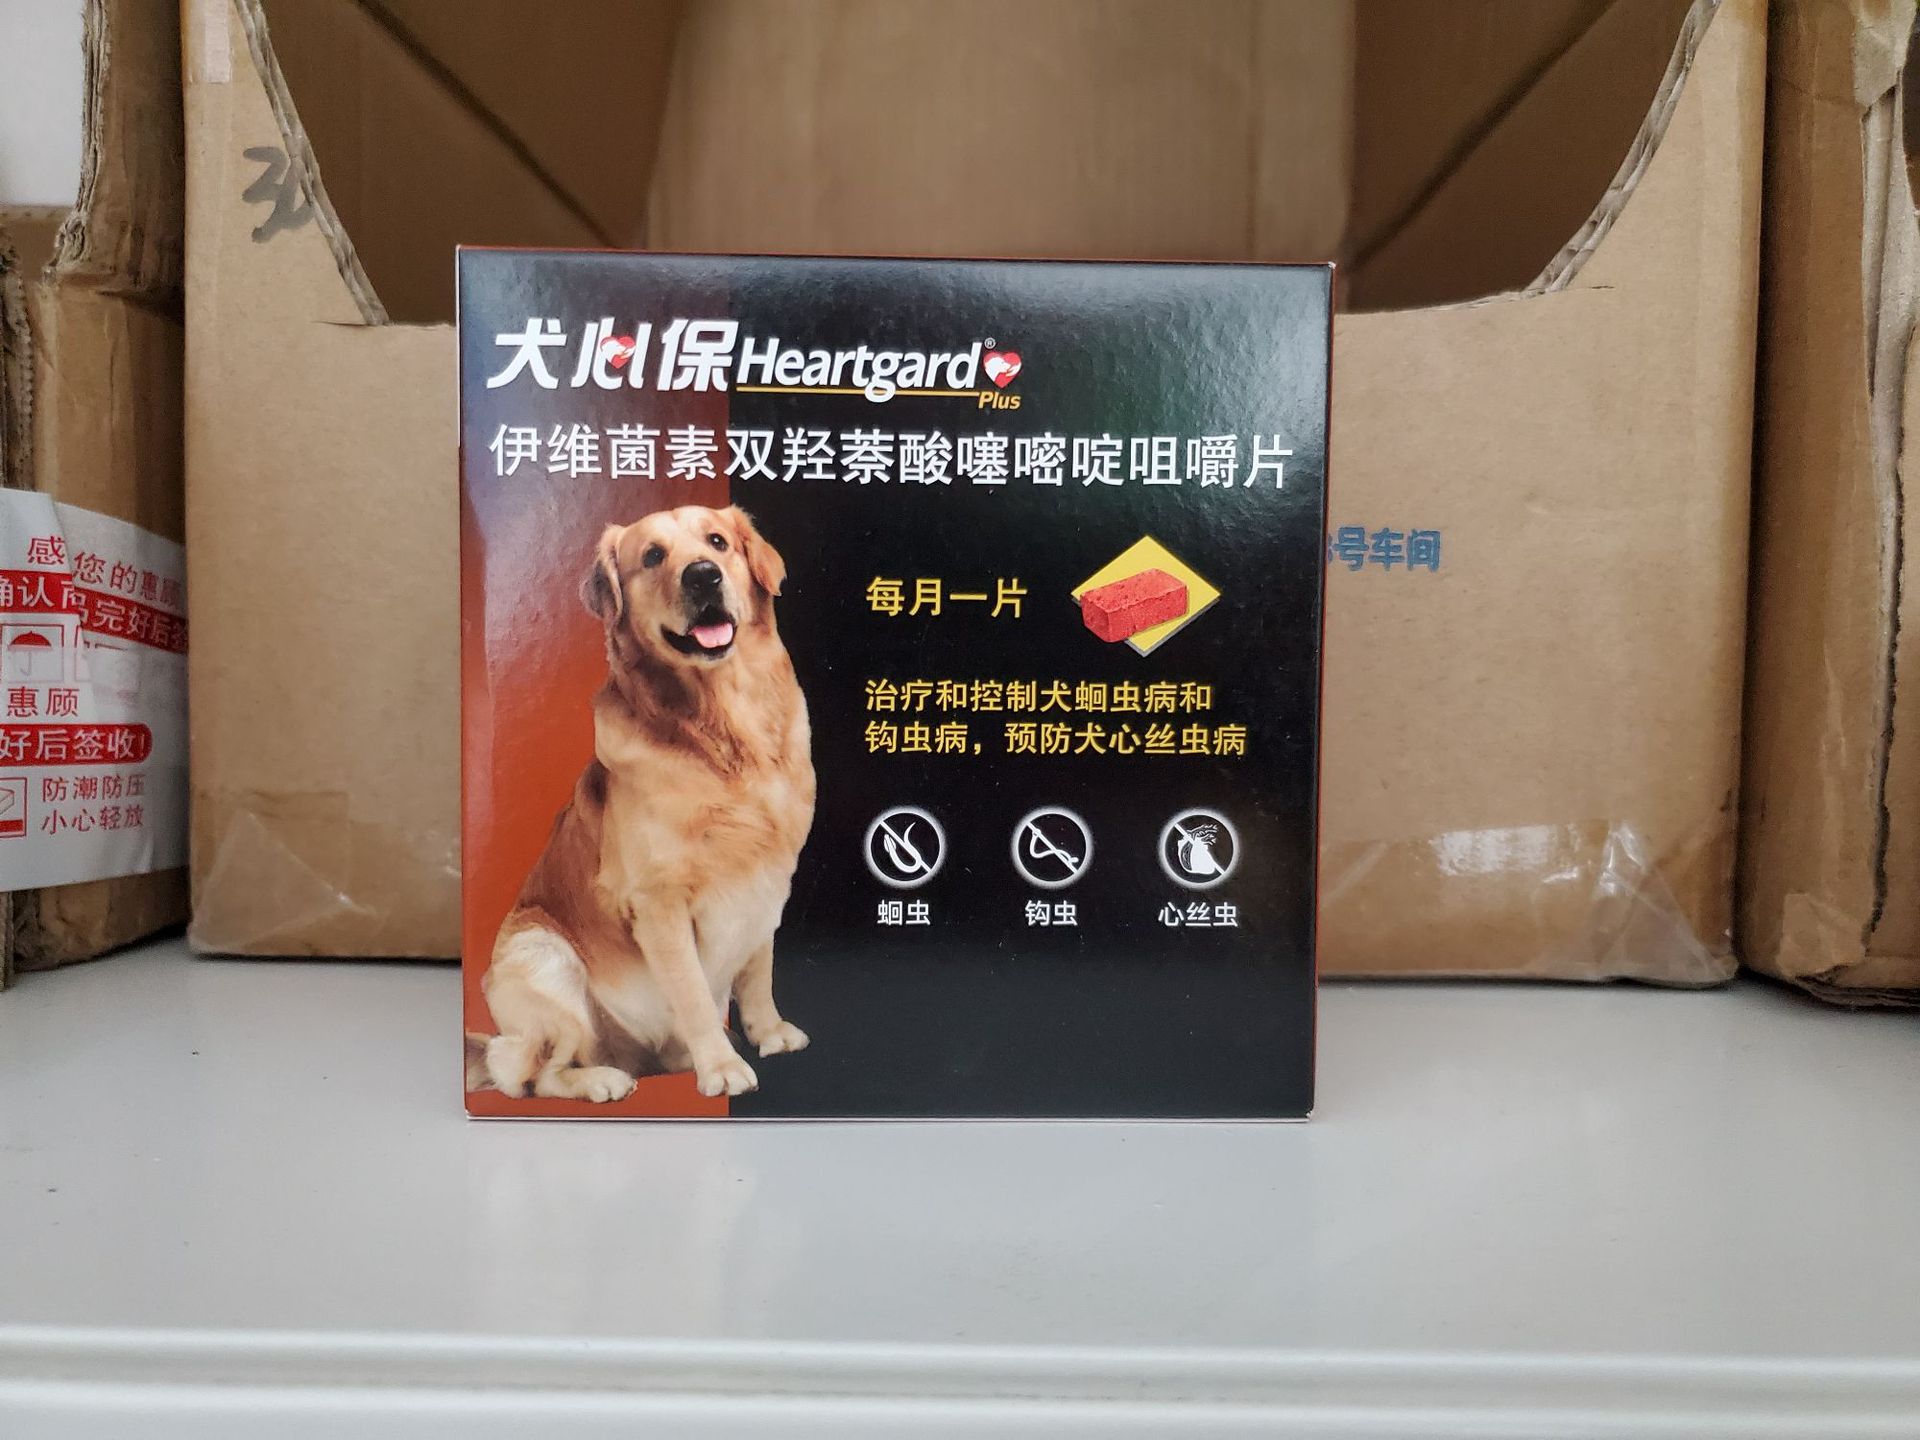 犬心保Heartgard®
Plus
伊维菌素双羟萘酸噻嘧啶咀嚼片
每月一片
治疗和控制犬蛔虫病和
钩虫病，预防犬心丝虫病
蛔虫
钩虫
心丝虫
号车间
感
您的惠顾
确认商
完好后签
惠顾
好后签收!
防潮防压
小心轻放